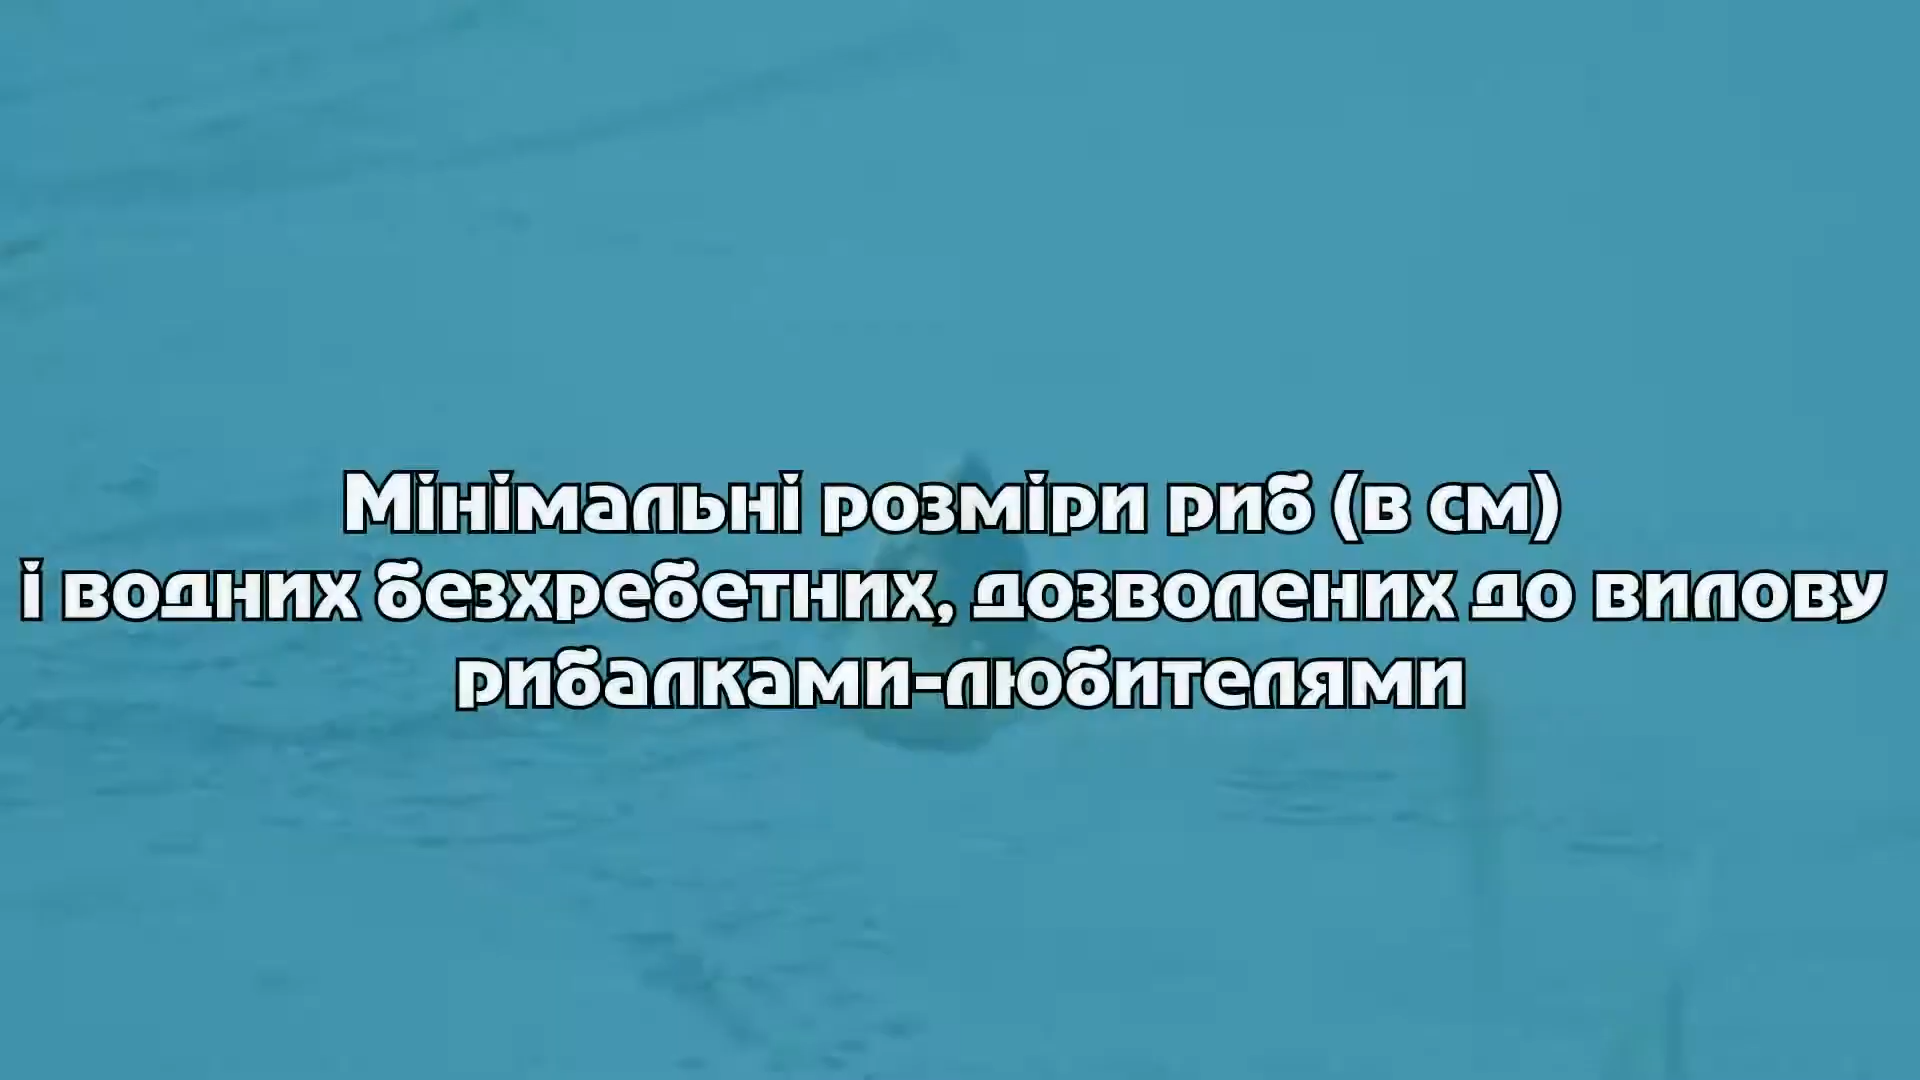 Мінімальні розміри риб (в см)
і водних безхребетних, дозволених до вилову
рибалками-любителями